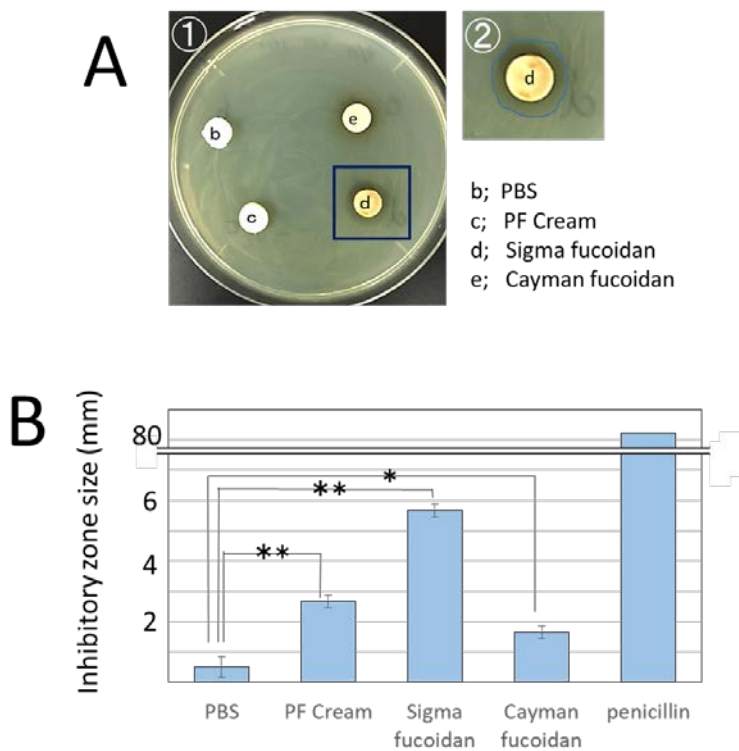 A
①
②
b
e
c
d
d
b; PBS
c; PF Cream
d; Sigma fucoidan
e; Cayman fucoidan
B
Inhibitory zone size (mm)
80
6
4
2
*
**
**
PBS
PF Cream
Sigma
fucoidan
Cayman
fucoidan
penicillin